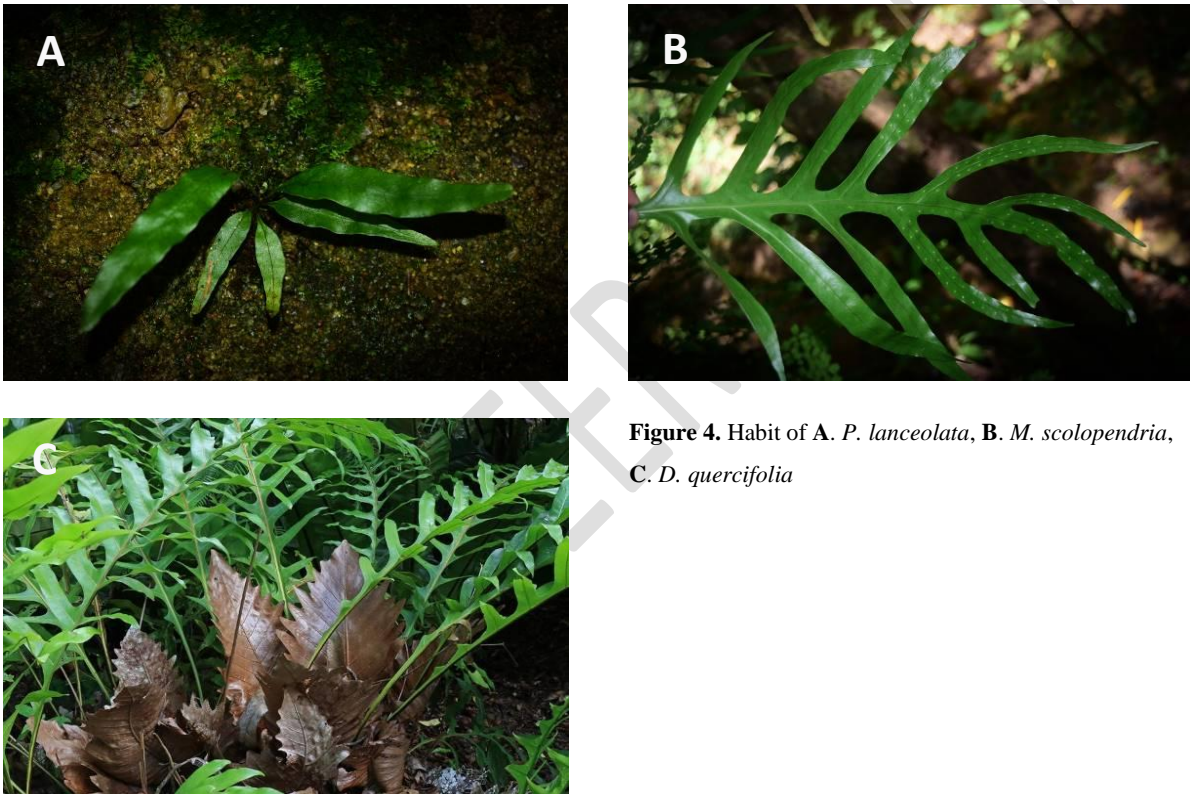 A
B
C
Figure 4. Habit of A. P. lanceolata, B. M. scolopendria,
C. D. quercifolia